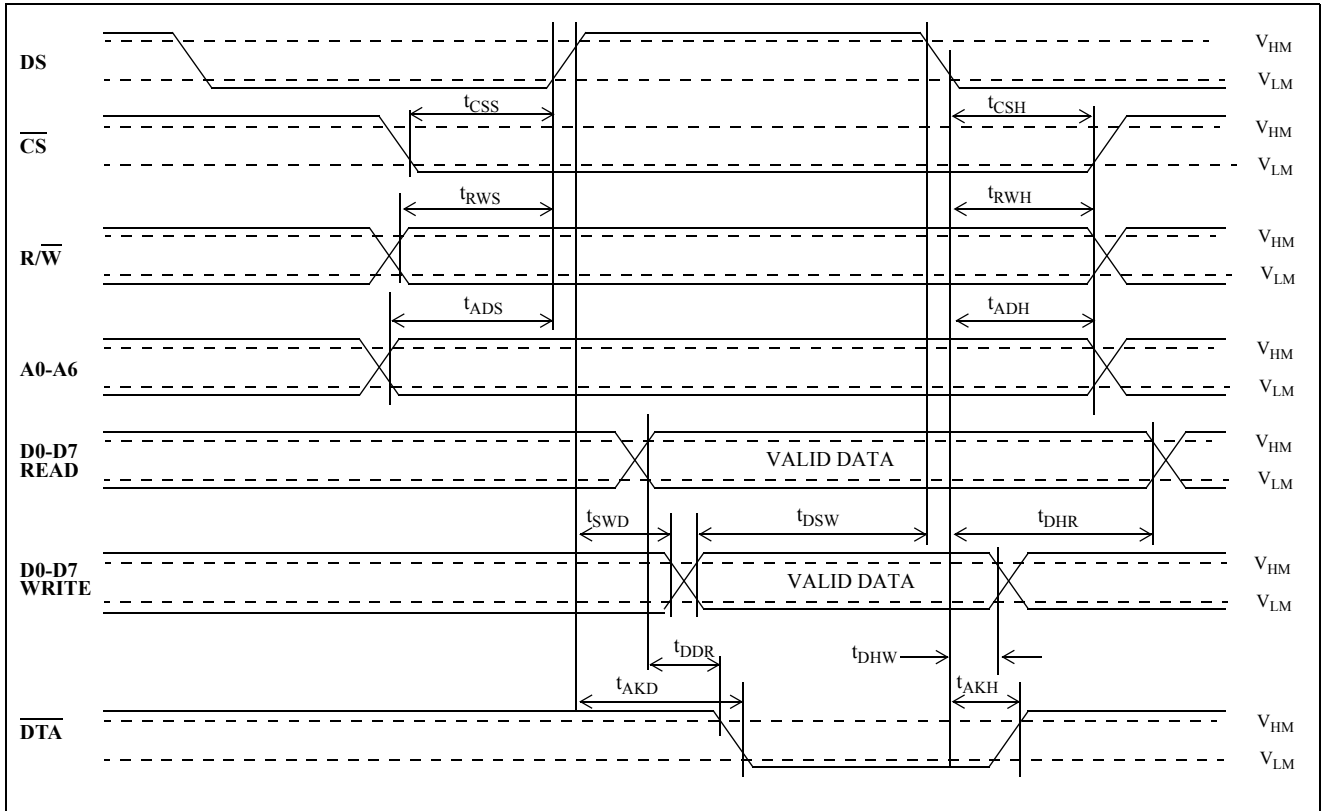 DS
V_HM
V_LM
t_CSS
t_CSH
C̅S̅
V_HM
V_LM
t_RWS
t_RWH
R/W̅
V_HM
V_LM
t_ADS
t_ADH
A0-A6
V_HM
V_LM
D0-D7
READ
VALID DATA
V_HM
V_LM
t_SWD
t_DSW
t_DHR
D0-D7
WRITE
VALID DATA
V_HM
V_LM
t_DDR
t_DHW
t_AKD
t_AKH
D̅T̅A̅
V_HM
V_LM